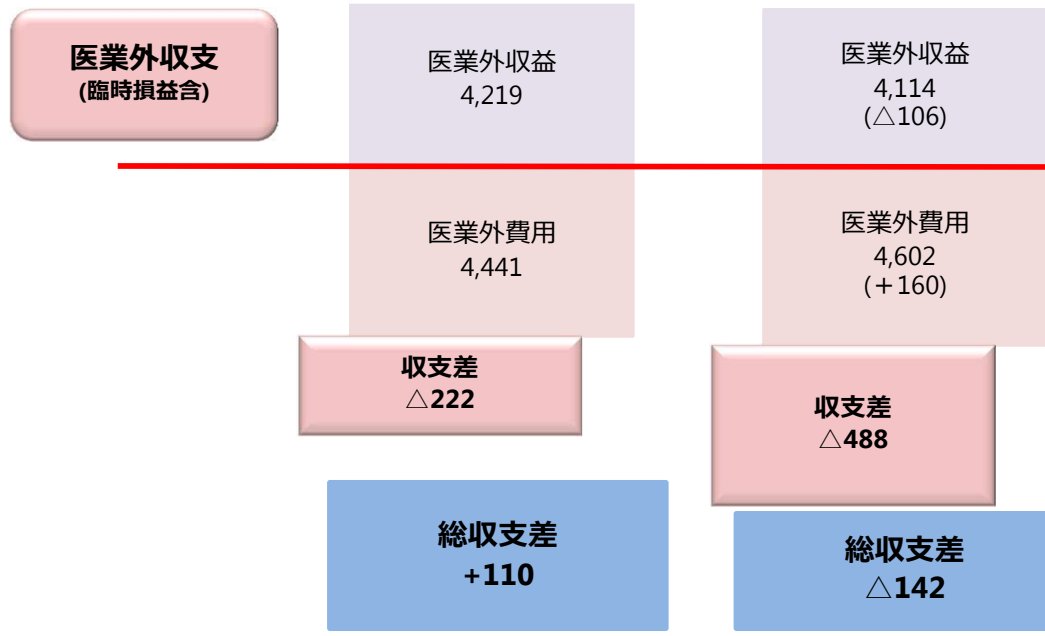 医業外収支
(臨時損益含)
医業外収益
4,219
医業外収益
4,114
(△106)
医業外費用
4,441
医業外費用
4,602
(＋160)
収支差
△222
収支差
△488
総収支差
+110
総収支差
△142